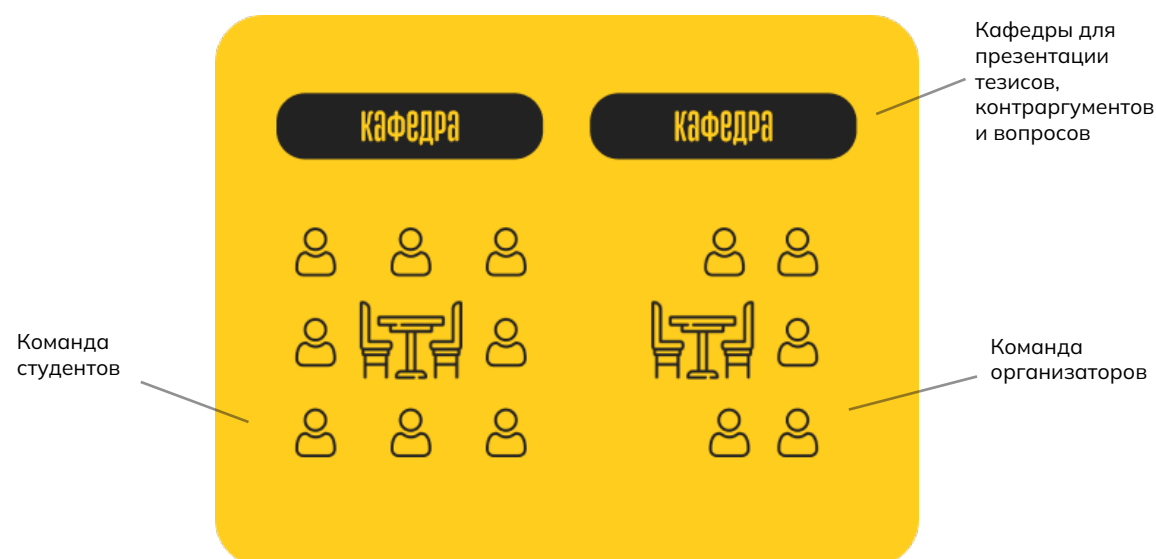 Кафедры для
презентации
тезисов,
контраргументов
и вопросов
кафедра
кафедра
Команда
студентов
Команда
организаторов